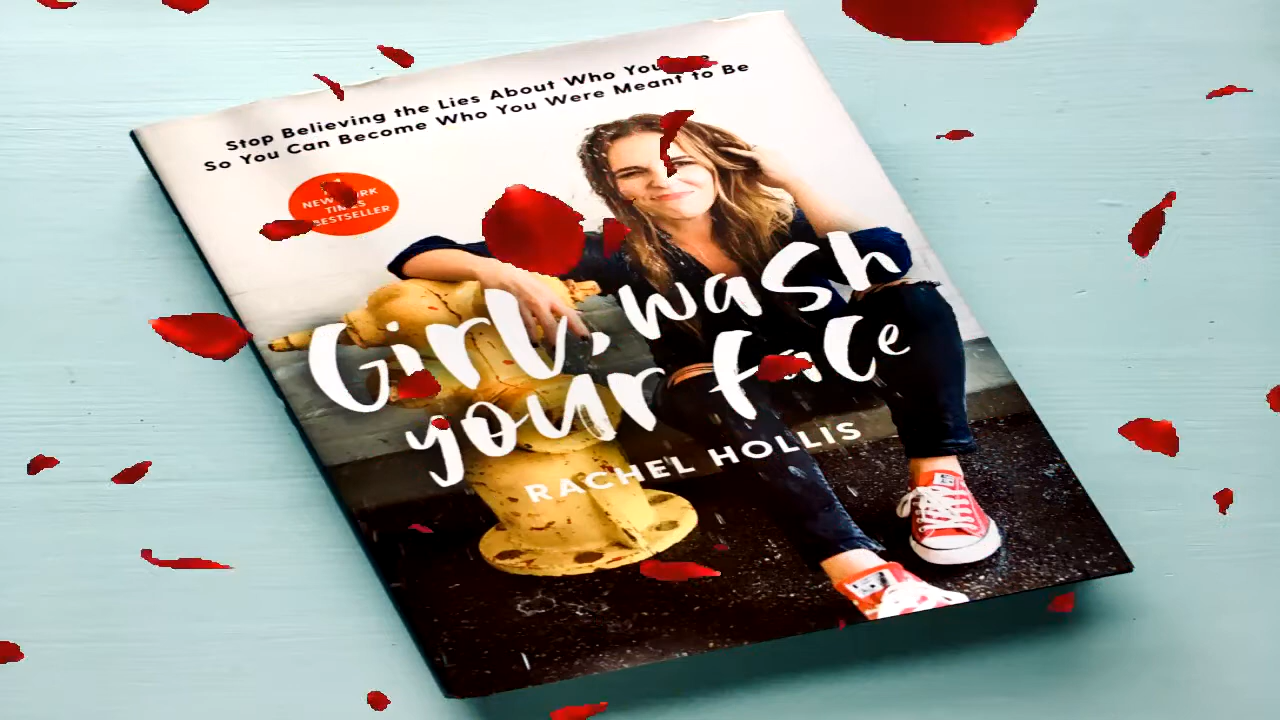 Stop Believing the Lies About Who You
So You Can Become Who You Were Meant to Be
#1
NEW YORK
TIMES
BESTSELLER
Girl, wash
your face
RACHEL HOLLIS